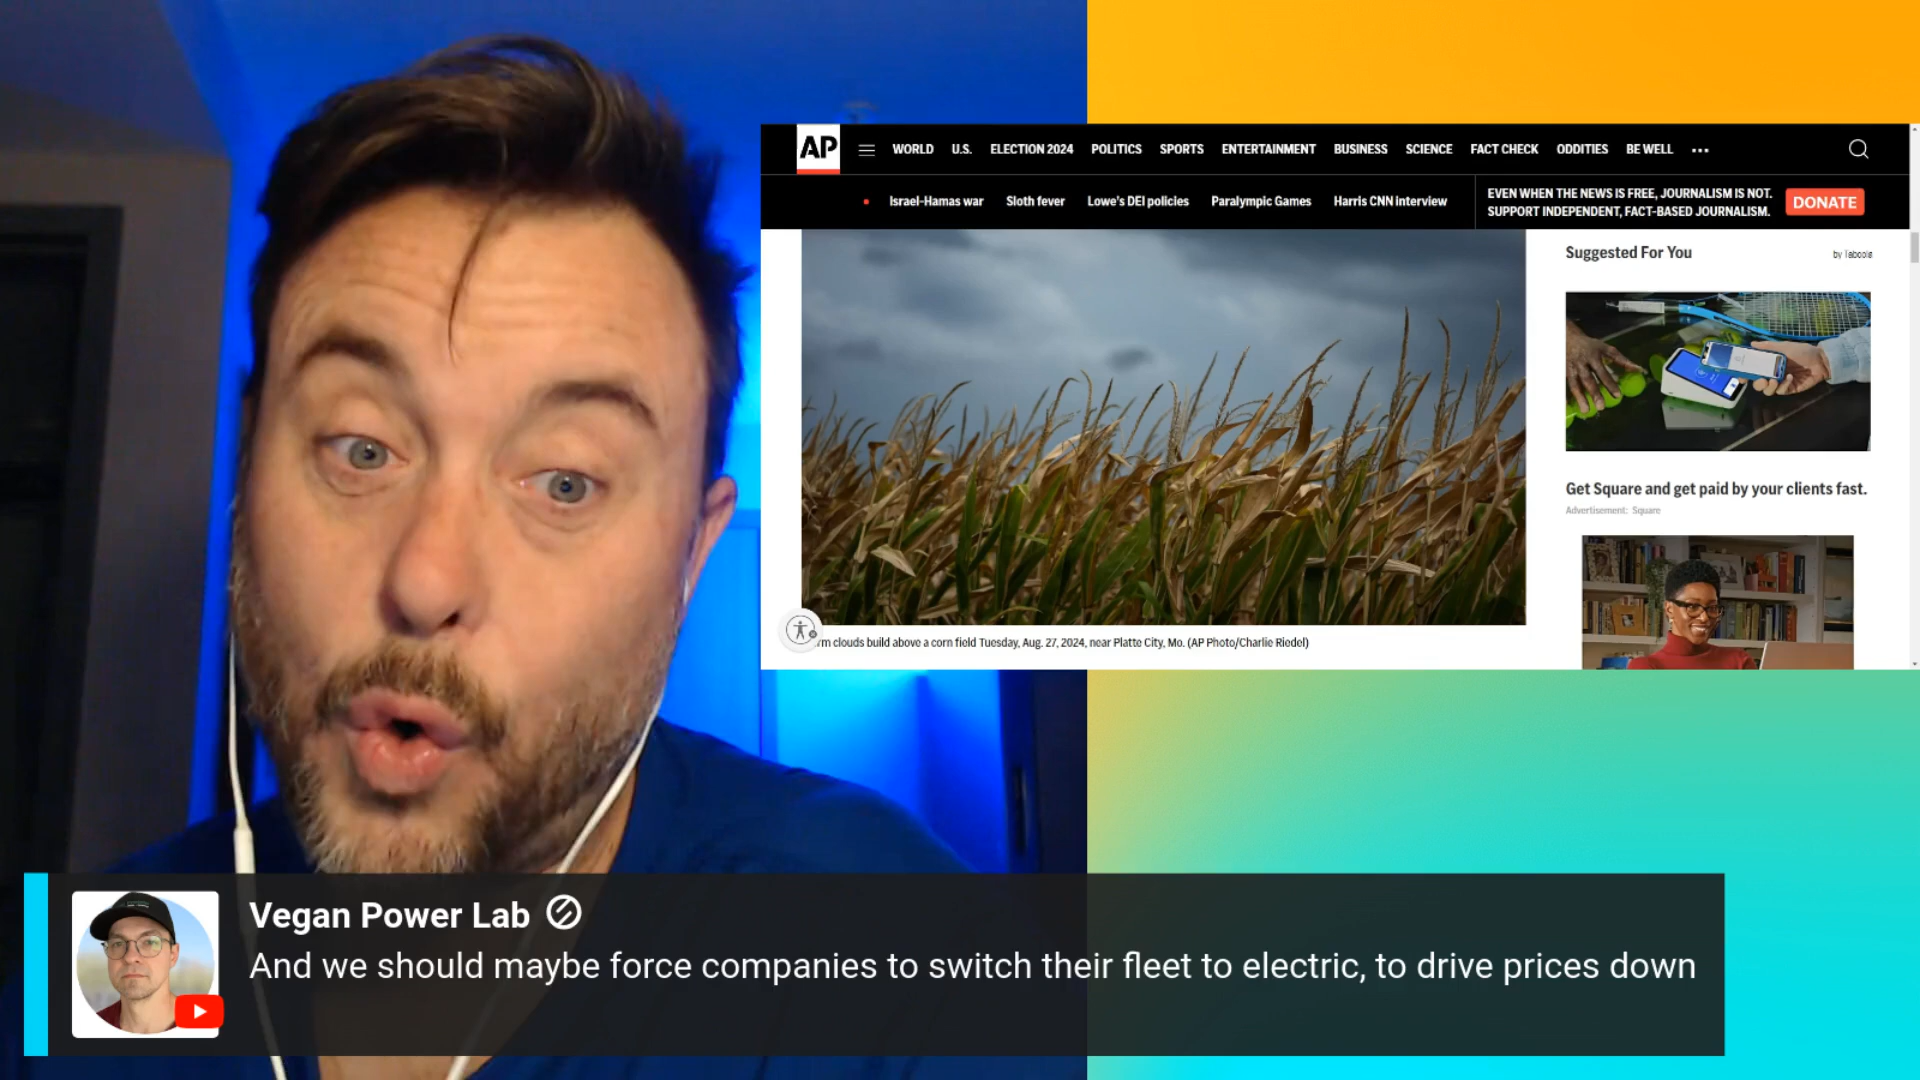 AP
WORLD U.S. ELECTION 2024 POLITICS SPORTS ENTERTAINMENT BUSINESS SCIENCE FACT CHECK ODDITIES BE WELL
Israel-Hamas war Sloth fever Lowe's DEI policies Paralympic Games Harris CNN interview
EVEN WHEN THE NEWS IS FREE, JOURNALISM IS NOT.
SUPPORT INDEPENDENT, FACT-BASED JOURNALISM.
DONATE
Suggested For You
by Taboola
Get Square and get paid by your clients fast.
Advertisement: Square
clouds build above a corn field Tuesday, Aug. 27, 2024, near Platte City, Mo. (AP Photo/Charlie Riedel)
Vegan Power Lab
And we should maybe force companies to switch their fleet to electric, to drive prices down